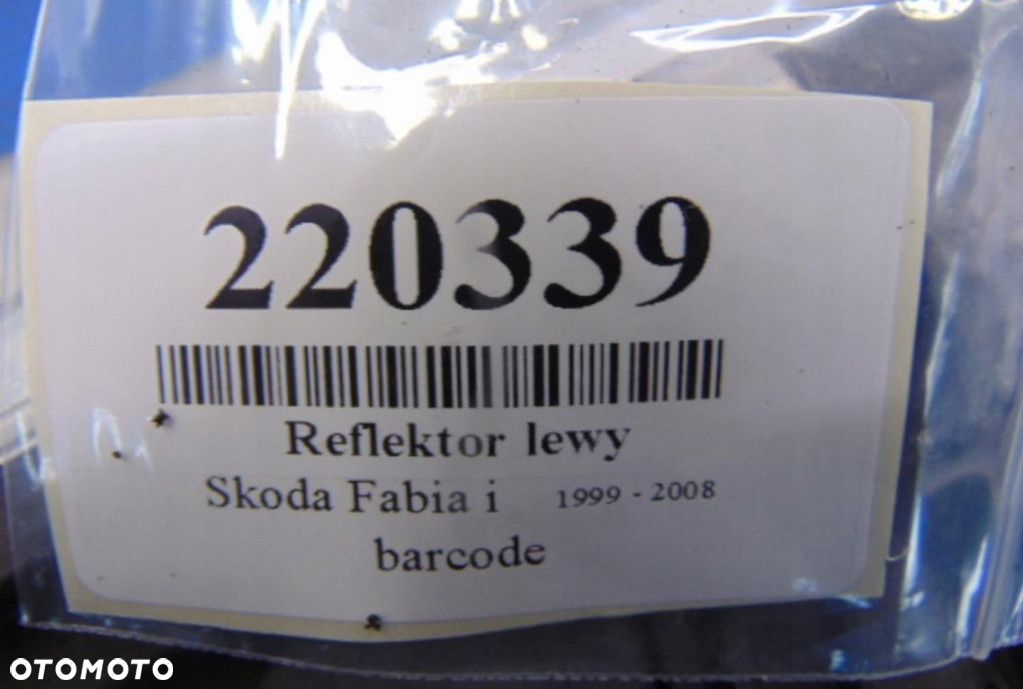 220339
Reflektor lewy
Skoda Fabia i 1999 - 2008
barcode
OTOMOTO